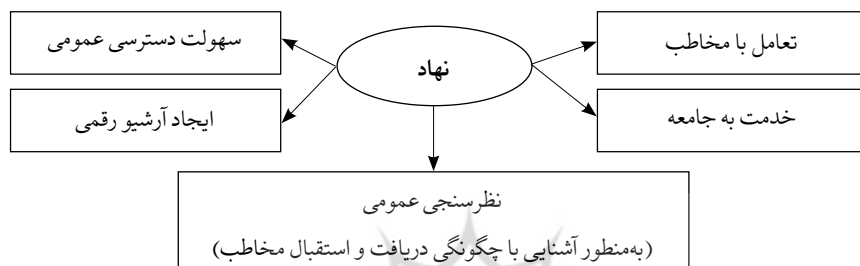 تعامل با مخاطب
سهولت دسترسی عمومی
نهاد
خدمت به جامعه
ایجاد آرشیو رقمی
نظرسنجی عمومی
(به‌منظور آشنایی با چگونگی دریافت و استقبال مخاطب)